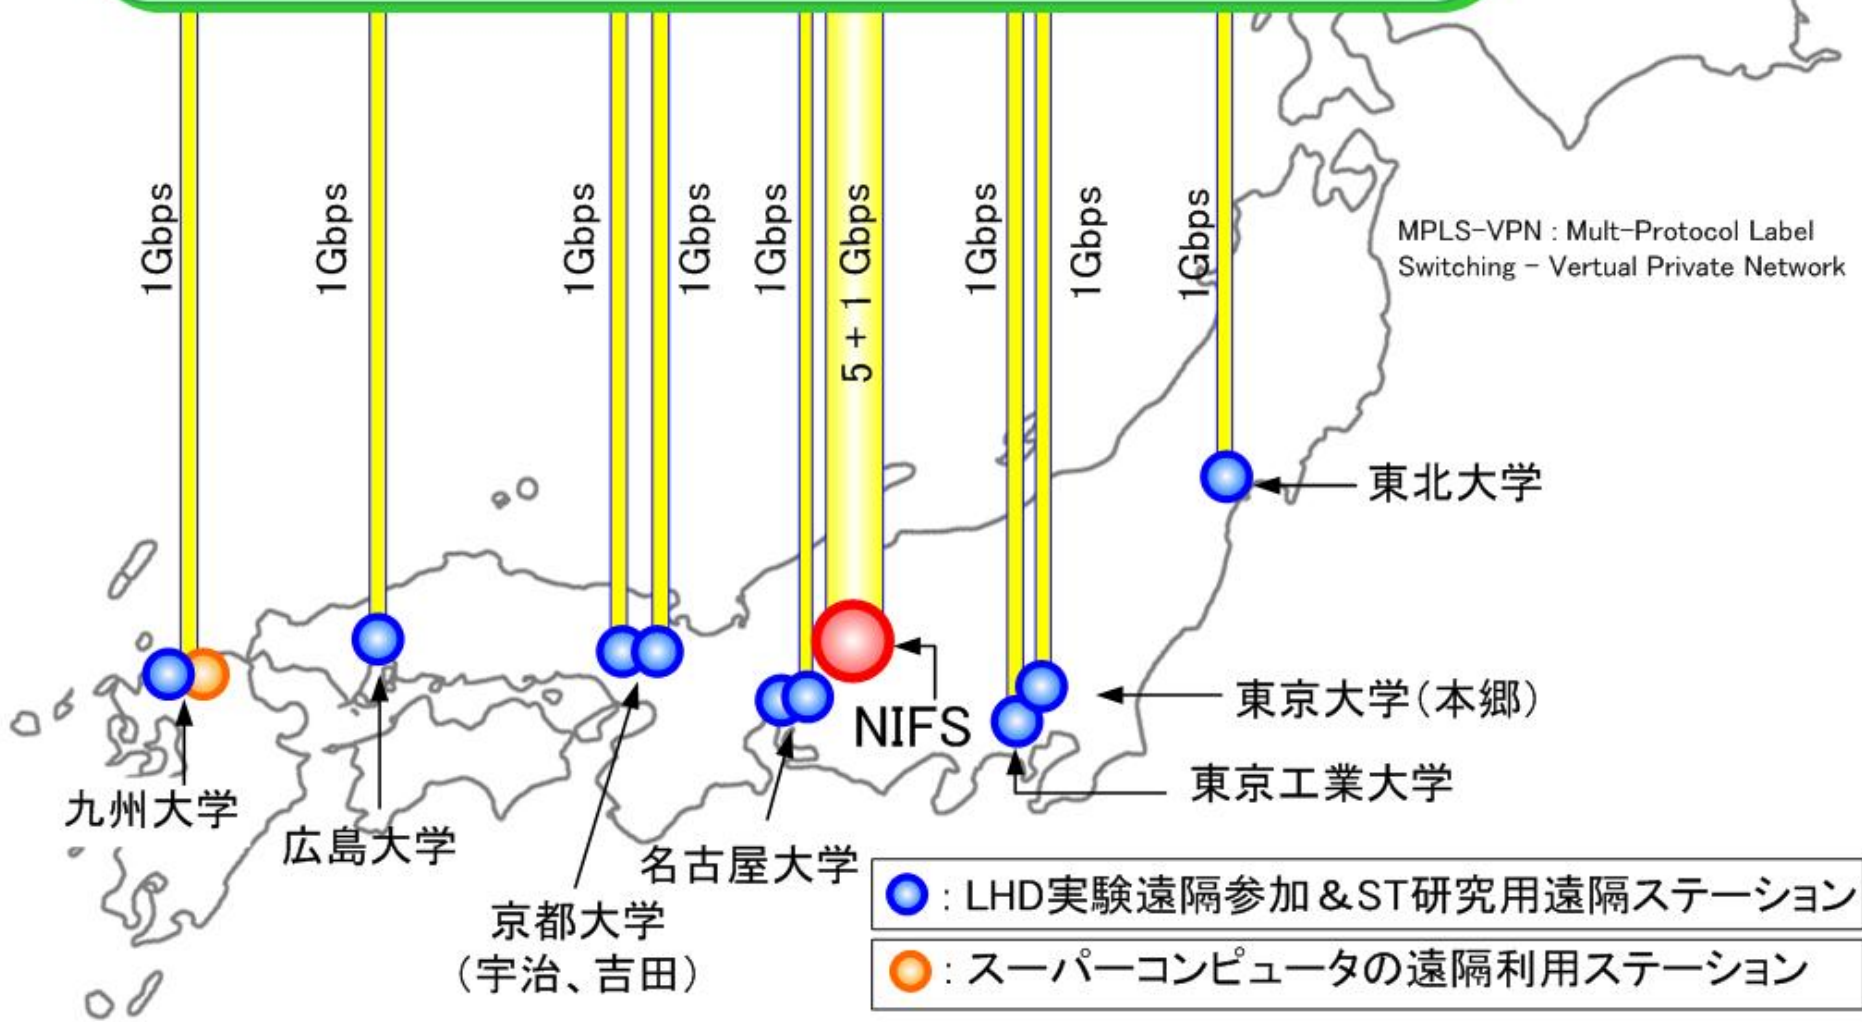 1Gbps
1Gbps
1Gbps
1Gbps
1Gbps
5 + 1 Gbps
1Gbps
1Gbps
1Gbps
MPLS-VPN : Mult-Protocol Label
Switching - Vertual Private Network
東北大学
東京大学(本郷)
NIFS
東京工業大学
九州大学
広島大学
名古屋大学
京都大学
(宇治、吉田)
: LHD実験遠隔参加&ST研究用遠隔ステーション
: スーパーコンピュータの遠隔利用ステーション